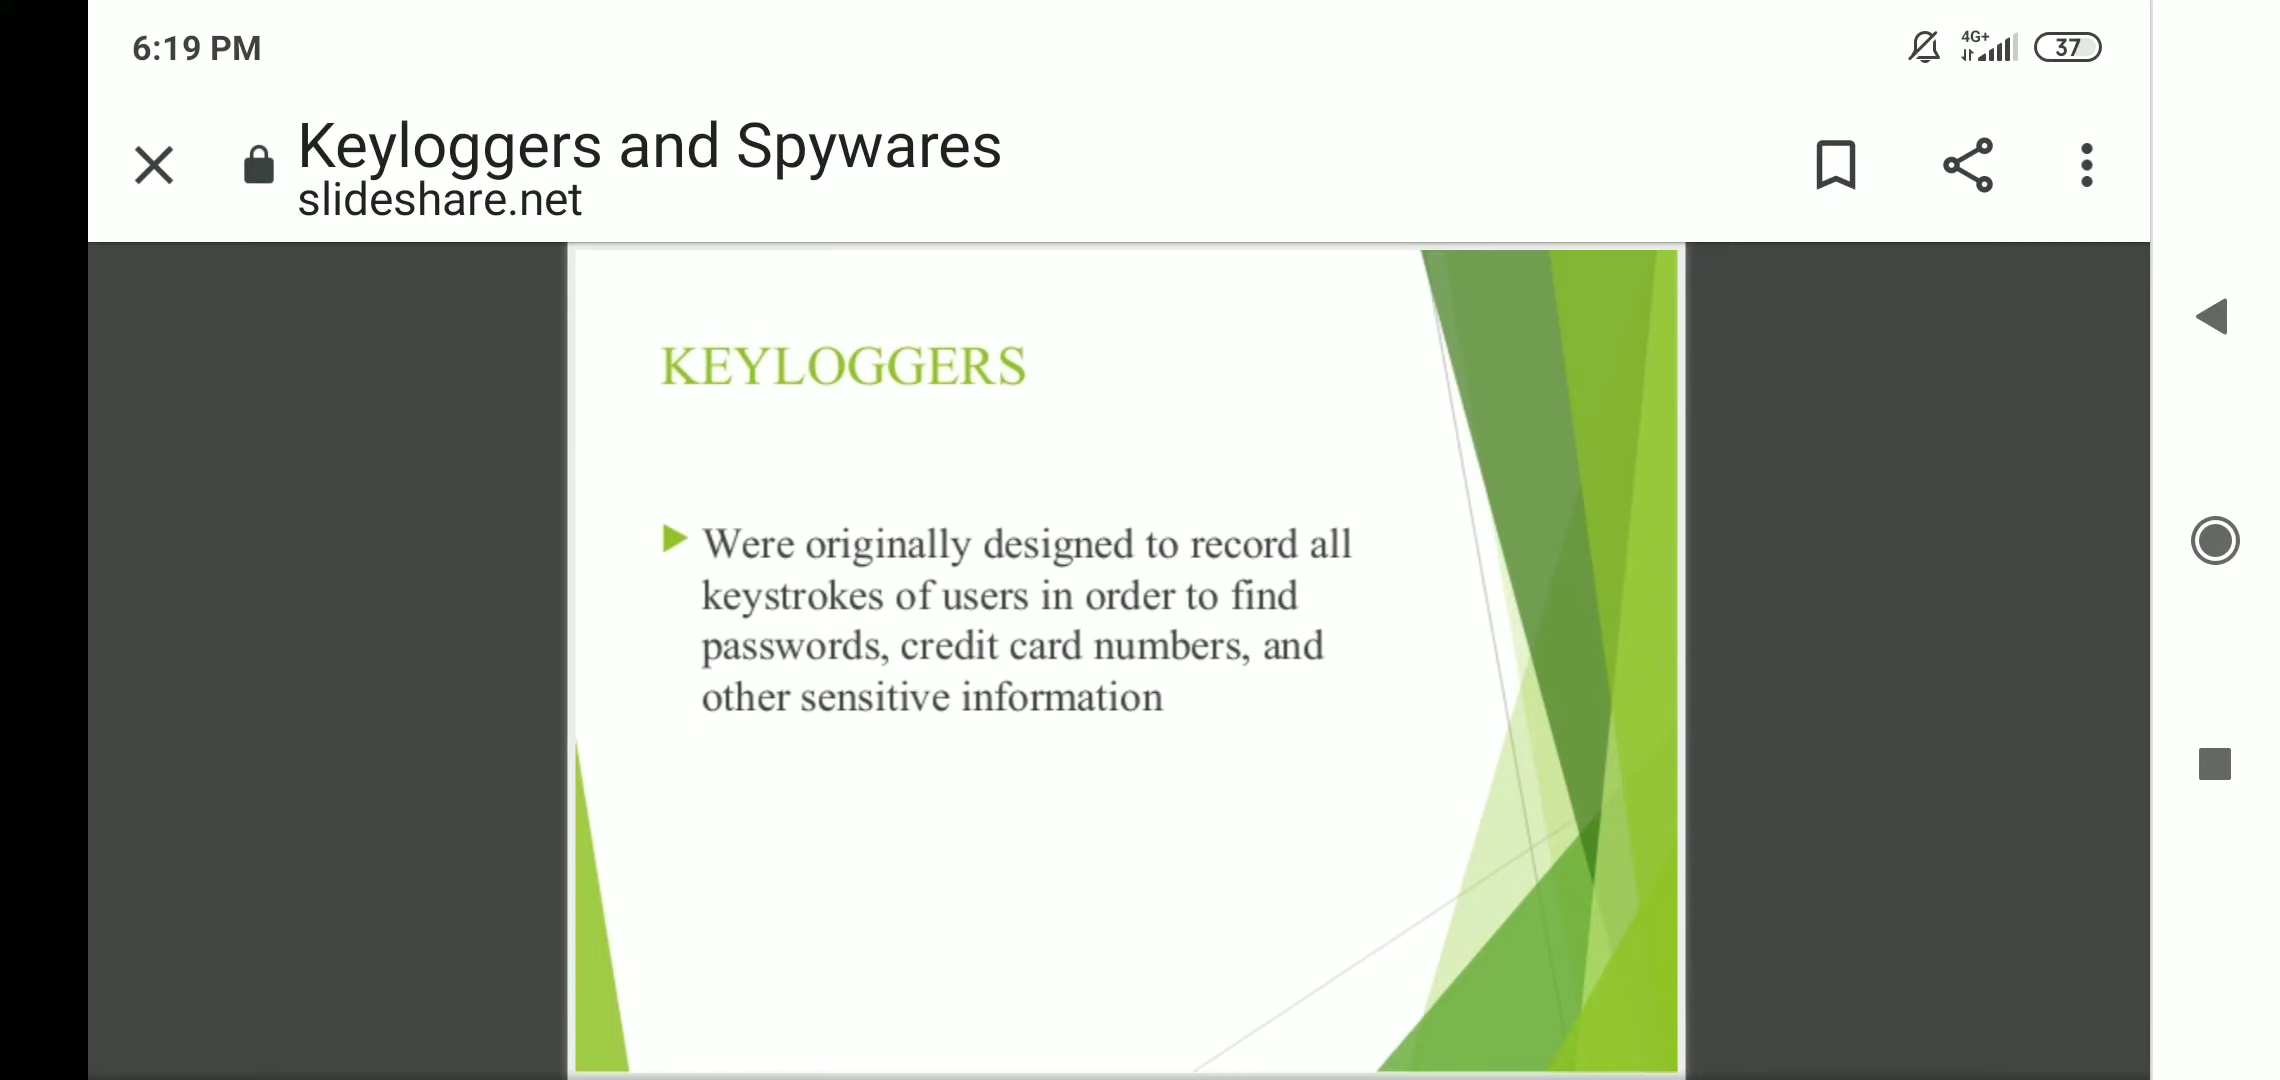 6:19 PM
4G+
37
Keyloggers and Spywares
slideshare.net
KEYLOGGERS
Were originally designed to record all
keystrokes of users in order to find
passwords, credit card numbers, and
other sensitive information